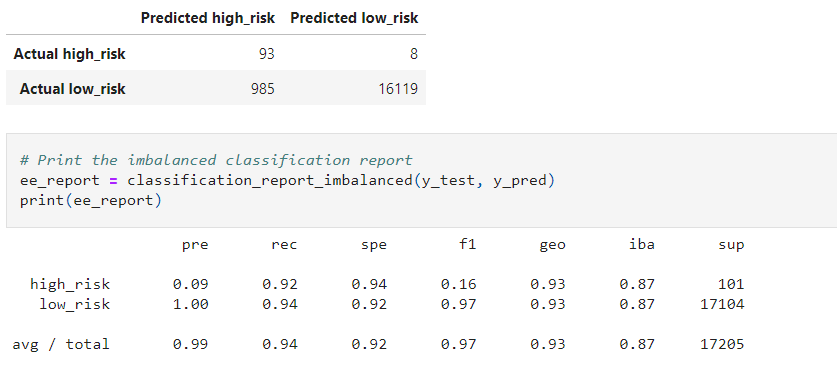 Predicted high_risk Predicted low_risk
Actual high_risk 93 8
Actual low_risk 985 16119
# Print the imbalanced classification report
ee_report = classification_report_imbalanced(y_test, y_pred)
print(ee_report)
pre rec spe f1 geo iba sup
high_risk 0.09 0.92 0.94 0.16 0.93 0.87 101
low_risk 1.00 0.94 0.92 0.97 0.93 0.87 17104
avg / total 0.99 0.94 0.92 0.97 0.93 0.87 17205